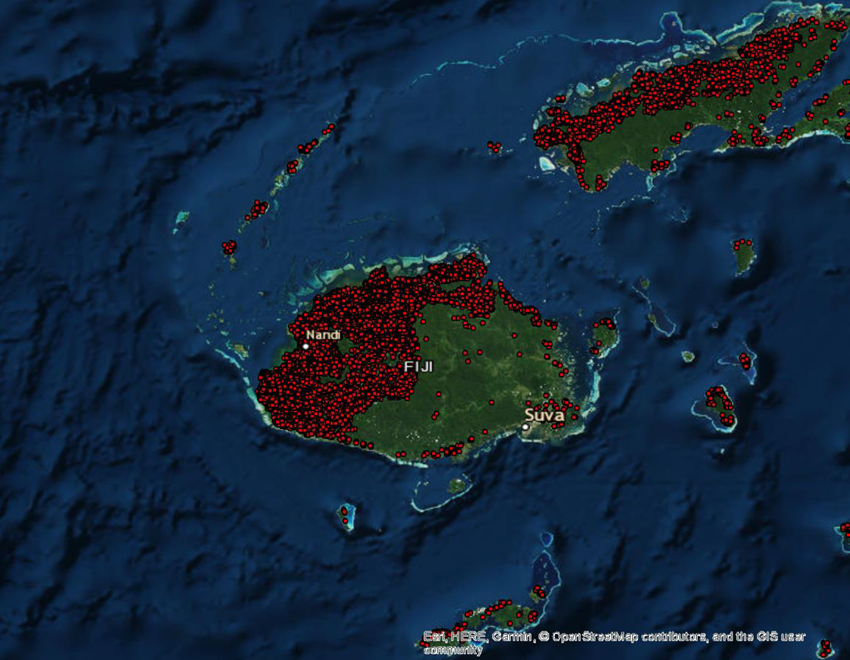 Nandi
FIJI
Suva
Esri, HERE, Garmin, © OpenStreetMap contributors, and the GIS user
community